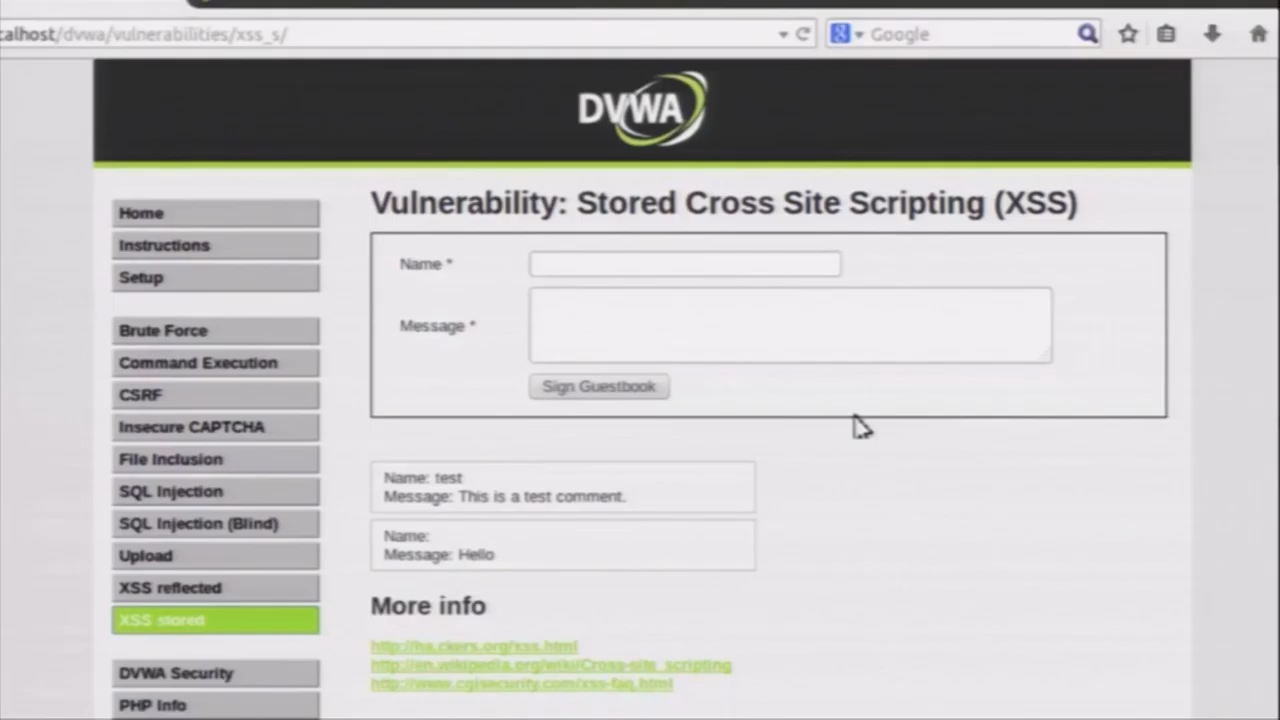 calhost/dvwa/vulnerabilities/xss_s/
Google
DVWA
Home
Instructions
Setup
Brute Force
Command Execution
CSRF
Insecure CAPTCHA
File Inclusion
SQL Injection
SQL Injection (Blind)
Upload
XSS reflected
XSS stored
DVWA Security
PHP Info
Vulnerability: Stored Cross Site Scripting (XSS)
Name *
Message *
Sign Guestbook
Name: test
Message: This is a test comment.
Name:
Message: Hello
More info
http://ha.ckers.org/xss.html
http://en.wikipedia.org/wiki/Cross-site_scripting
http://www.cgisecurity.com/xss-faq.html